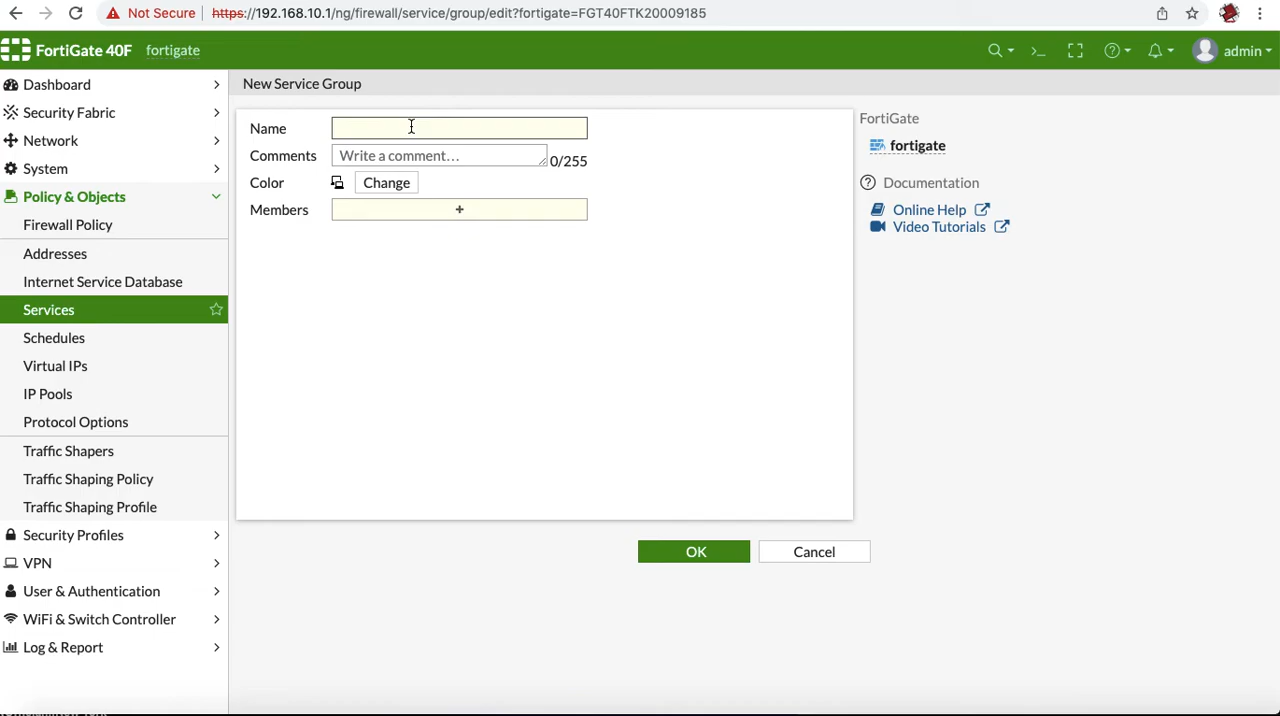 Not Secure https://192.168.10.1/ng/firewall/service/group/edit?fortigate=FGT40FTK20009185
FortiGate 40F fortigate
admin
Dashboard
Security Fabric
Network
System
Policy & Objects
Firewall Policy
Addresses
Internet Service Database
Services
Schedules
Virtual IPs
IP Pools
Protocol Options
Traffic Shapers
Traffic Shaping Policy
Traffic Shaping Profile
Security Profiles
VPN
User & Authentication
WiFi & Switch Controller
Log & Report
New Service Group
Name
Comments Write a comment... 0/255
Color Change
Members +
OK Cancel
FortiGate
fortigate
Documentation
Online Help
Video Tutorials